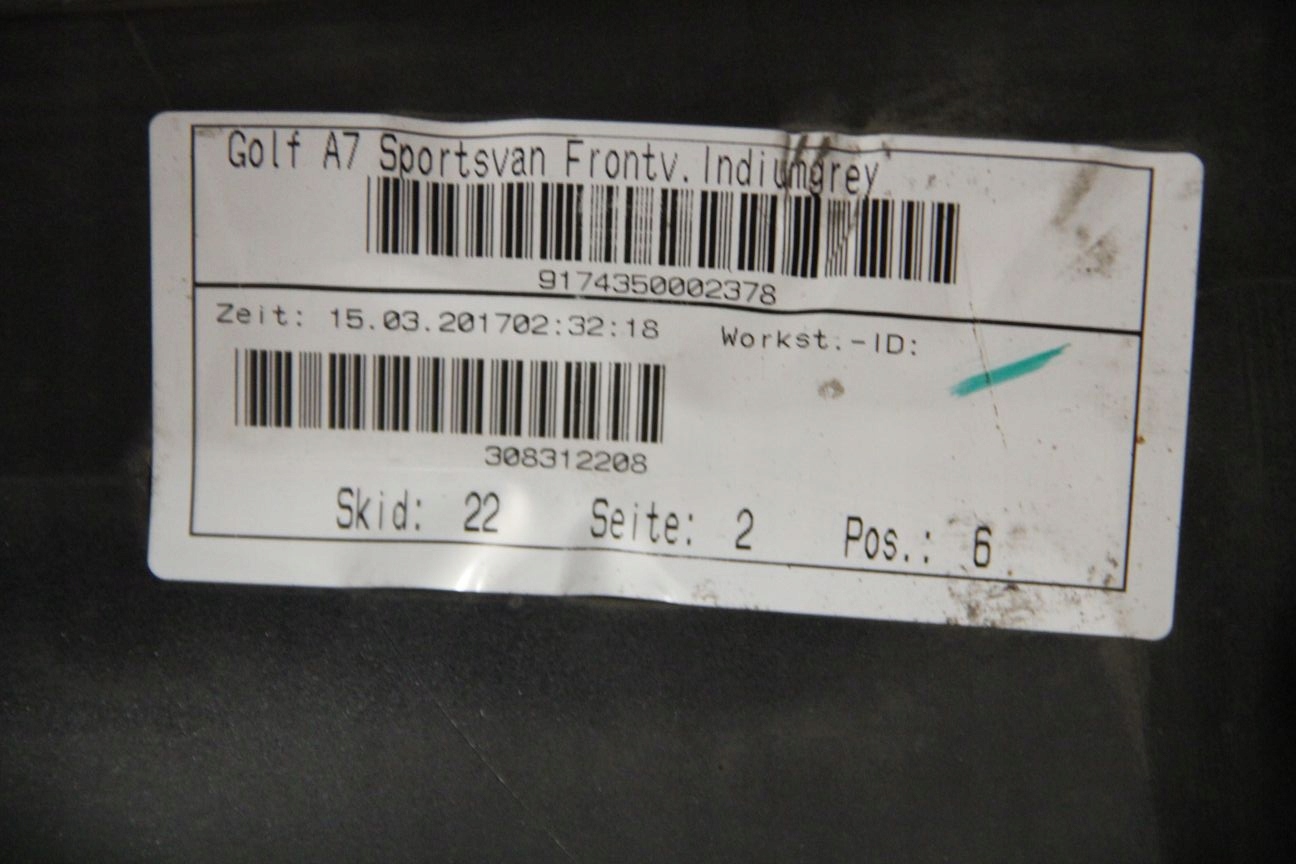 Golf A7 Sportsvan Frontv. Indiumgrey
9174350002378
Zeit: 15.03.201702:32:18 Workst.-ID:
308312208
Skid: 22 Seite: 2 Pos.: 6